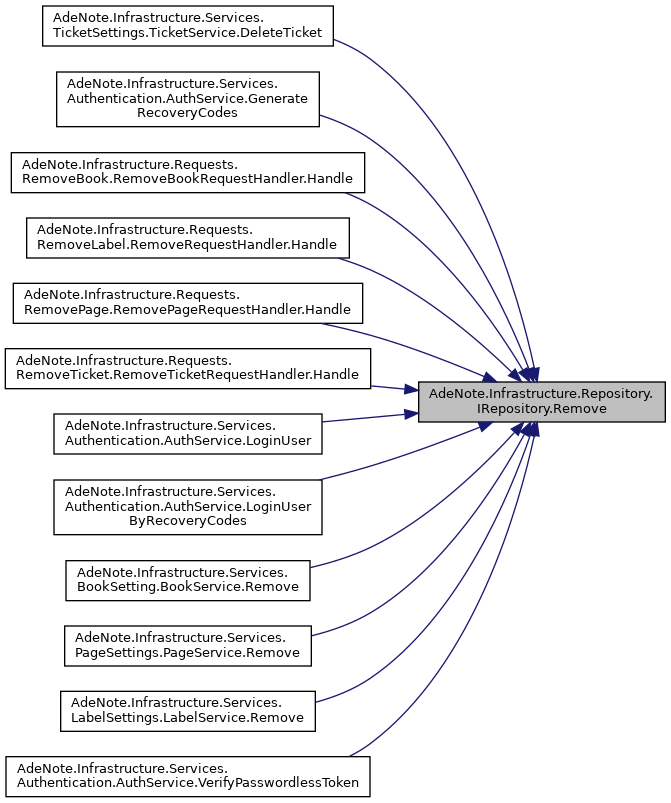 AdeNote.Infrastructure.Services.
TicketSettings.TicketService.DeleteTicket
AdeNote.Infrastructure.Services.
Authentication.AuthService.Generate
RecoveryCodes
AdeNote.Infrastructure.Requests.
RemoveBook.RemoveBookRequestHandler.Handle
AdeNote.Infrastructure.Requests.
RemoveLabel.RemoveRequestHandler.Handle
AdeNote.Infrastructure.Requests.
RemovePage.RemovePageRequestHandler.Handle
AdeNote.Infrastructure.Requests.
RemoveTicket.RemoveTicketRequestHandler.Handle
AdeNote.Infrastructure.Repository.
IRepository.Remove
AdeNote.Infrastructure.Services.
Authentication.AuthService.LoginUser
AdeNote.Infrastructure.Services.
Authentication.AuthService.LoginUser
ByRecoveryCodes
AdeNote.Infrastructure.Services.
BookSetting.BookService.Remove
AdeNote.Infrastructure.Services.
PageSettings.PageService.Remove
AdeNote.Infrastructure.Services.
LabelSettings.LabelService.Remove
AdeNote.Infrastructure.Services.
Authentication.AuthService.VerifyPasswordlessToken